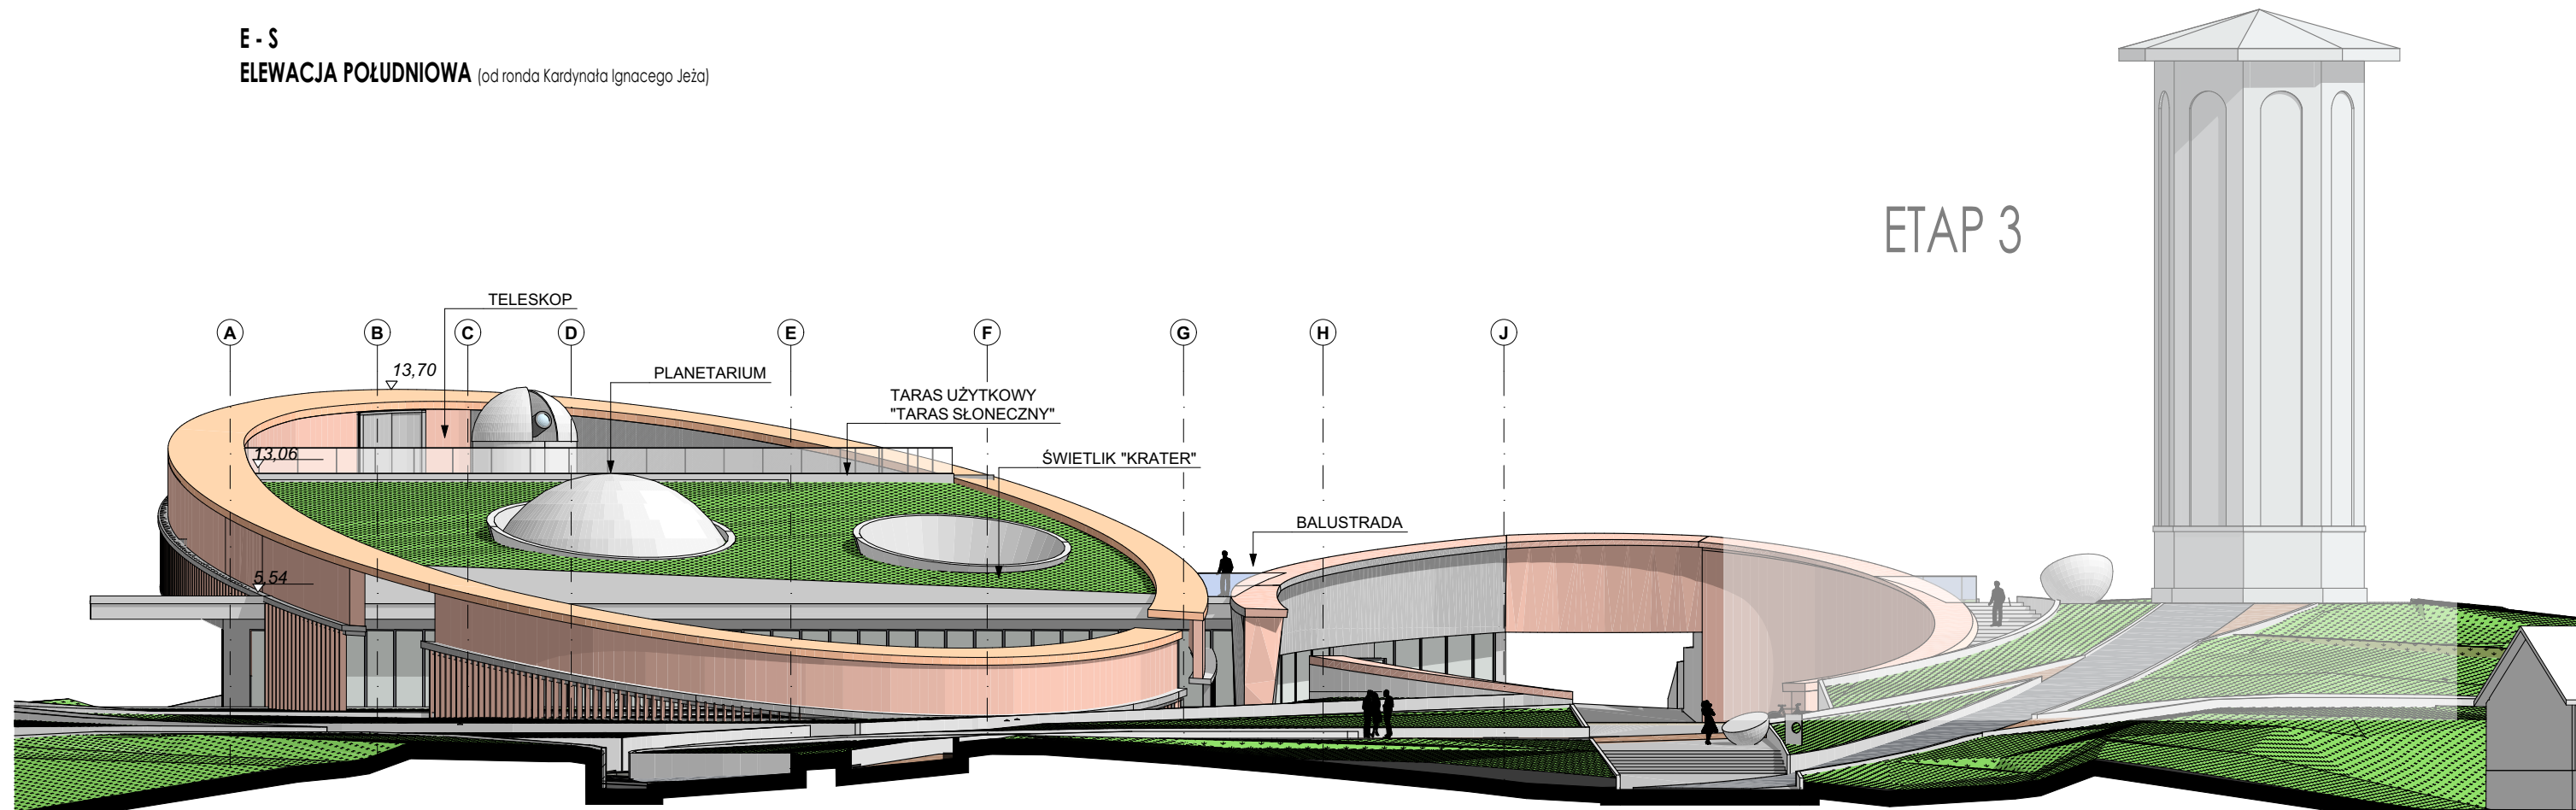 E - S
ELEWACJA POŁUDNIOWA (od ronda Kardynała Ignacego Jeża)
ETAP 3
TELESKOP
A B C D E F G H J
13,70
PLANETARIUM
TARAS UŻYTKOWY
"TARAS SŁONECZNY"
13,06
ŚWIETLIK "KRATER"
BALUSTRADA
5,54